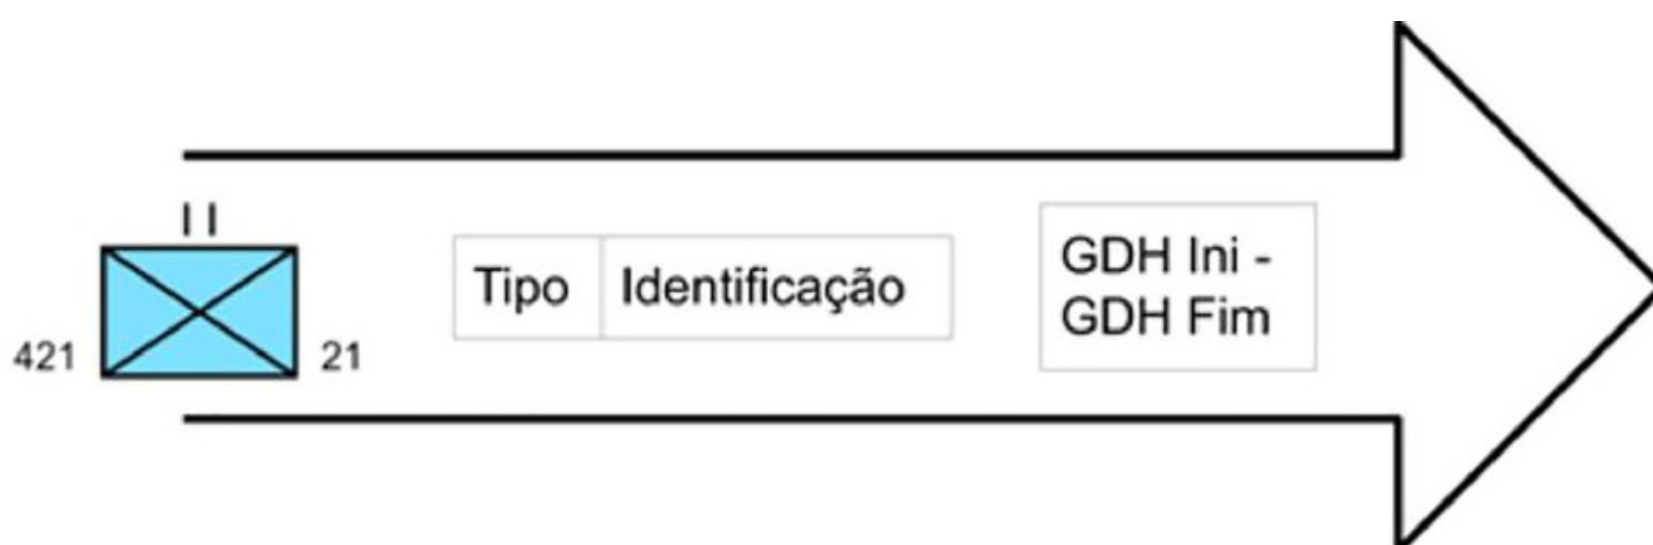 II
421
21
Tipo
Identificação
GDH Ini -
GDH Fim